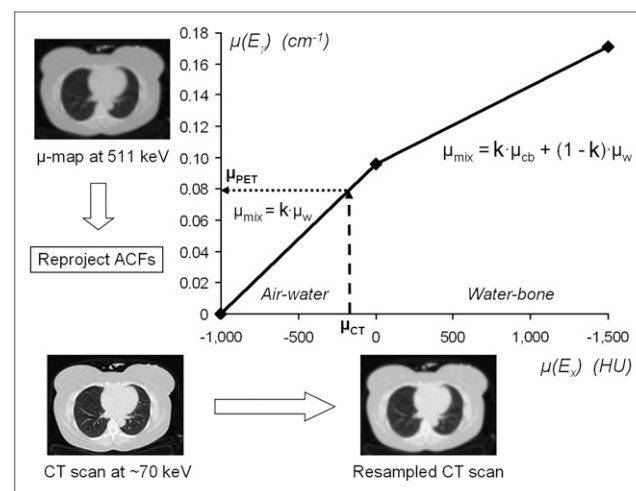 μ(Eᵧ) (cm⁻¹)
0.18
0.16
0.14
0.12
0.10
0.08
0.06
0.04
0.02
0
μ-map at 511 keV
μPET
μmix = k·μw
μmix = k·μcb + (1 - k)·μw
Reproject ACFs
Air-water
Water-bone
-1,000
-500
μCT
0
500
1,000
-1,500
μ(Eₓ) (HU)
CT scan at ~70 keV
Resampled CT scan